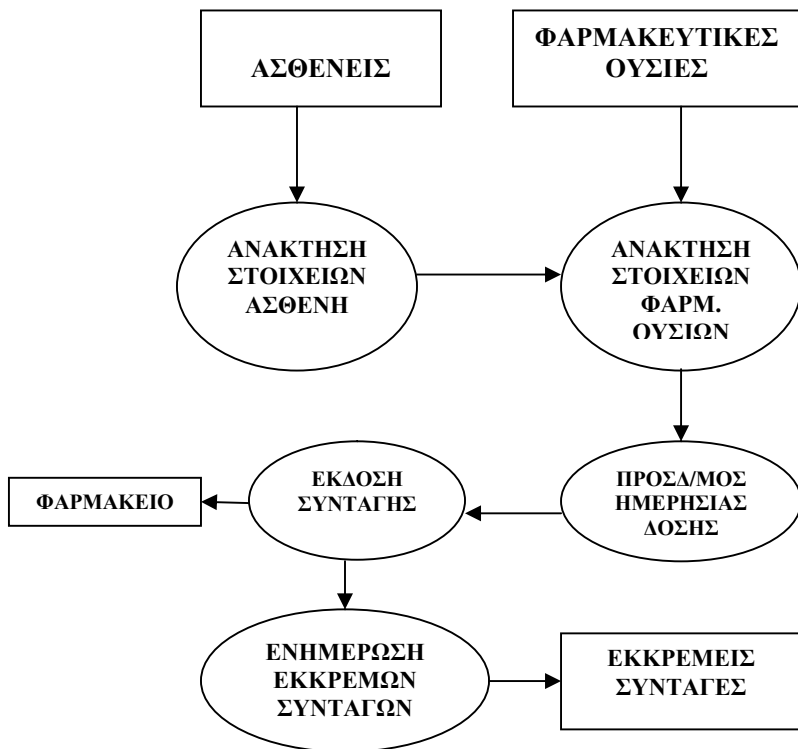 ΑΣΘΕΝΕΙΣ
ΦΑΡΜΑΚΕΥΤΙΚΕΣ
ΟΥΣΙΕΣ
ΑΝΑΚΤΗΣΗ
ΣΤΟΙΧΕΙΩΝ
ΑΣΘΕΝΗ
ΑΝΑΚΤΗΣΗ
ΣΤΟΙΧΕΙΩΝ
ΦΑΡΜ.
ΟΥΣΙΩΝ
ΦΑΡΜΑΚΕΙΟ
ΕΚΔΟΣΗ
ΣΥΝΤΑΓΗΣ
ΠΡΟΣΔ/ΜΟΣ
ΗΜΕΡΗΣΙΑΣ
ΔΟΣΗΣ
ΕΝΗΜΕΡΩΣΗ
ΕΚΚΡΕΜΩΝ
ΣΥΝΤΑΓΩΝ
ΕΚΚΡΕΜΕΙΣ
ΣΥΝΤΑΓΕΣ